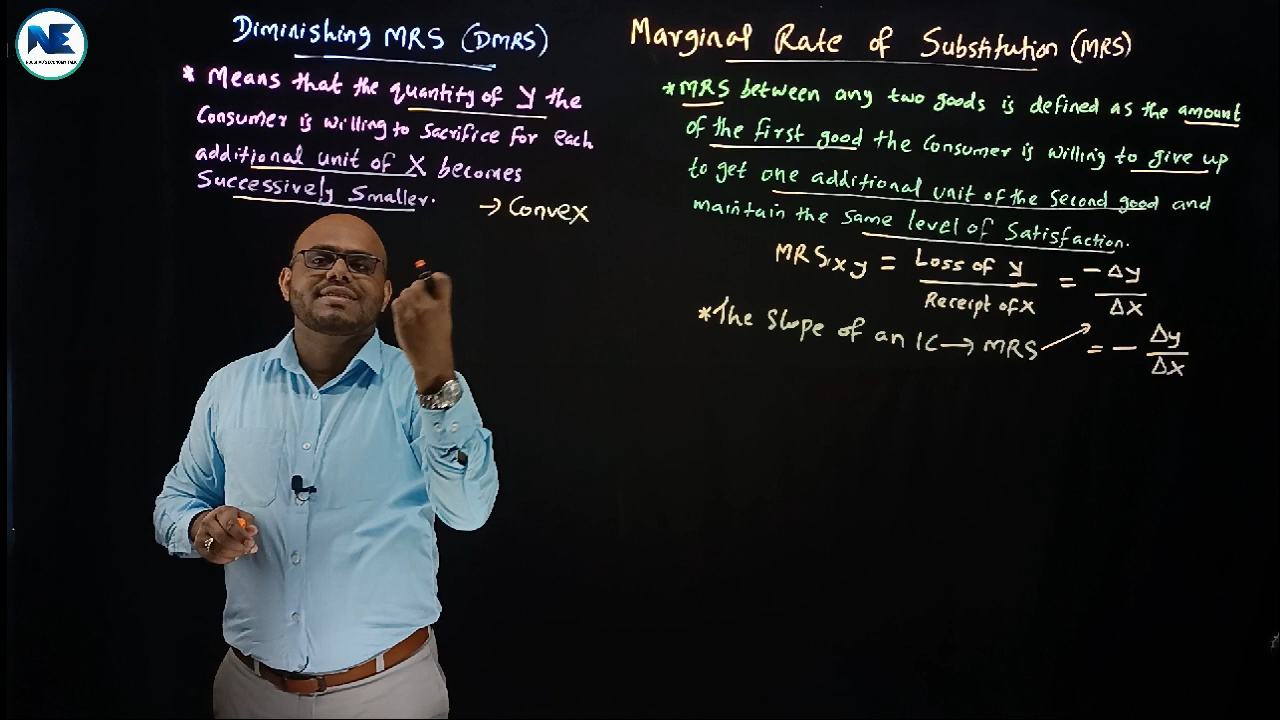 NE
Diminishing MRS (DMRS)
* Means that the quantity of y the
Consumer is willing to sacrifice for each
additional unit of X becomes
Successively Smaller.
→ Convex
Marginal Rate of Substitution (MRS)
* MRS between any two goods is defined as the amount
of the first good the Consumer is willing to give up
to get one additional unit of the second good and
maintain the same level of satisfaction.
MRS,xy = Loss of y / Receipt of x = -Δy / Δx
* The Slope of an IC → MRS → = - Δy / Δx